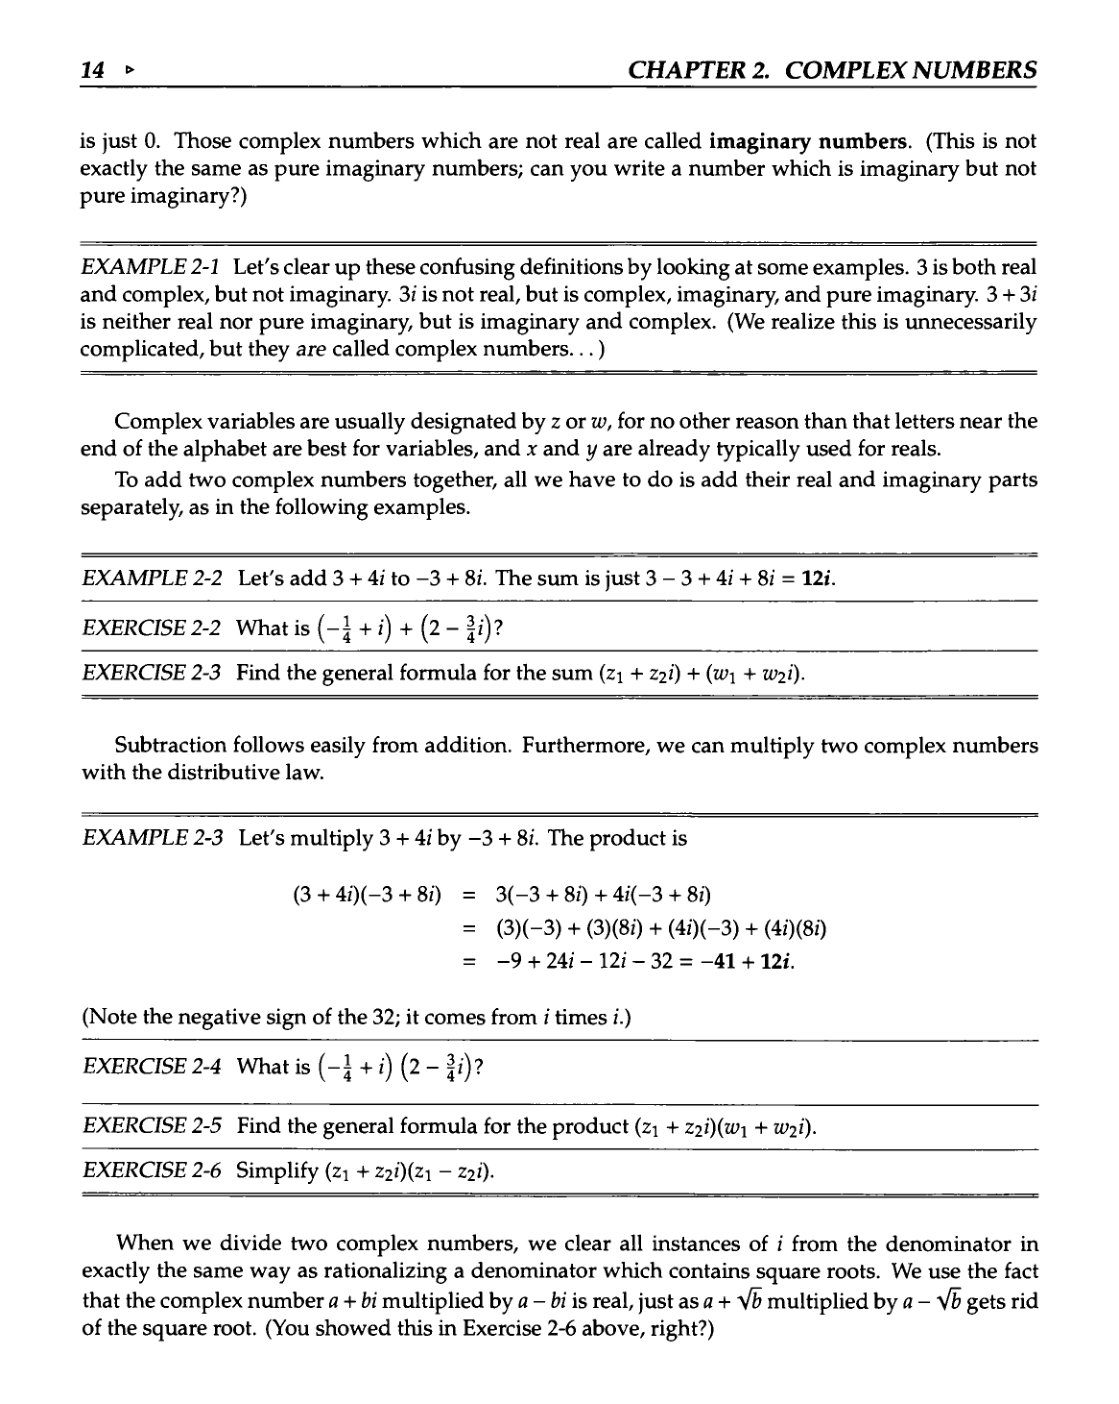 14 ▹ CHAPTER 2. COMPLEX NUMBERS
is just 0. Those complex numbers which are not real are called imaginary numbers. (This is not
exactly the same as pure imaginary numbers; can you write a number which is imaginary but not
pure imaginary?)
EXAMPLE 2-1 Let's clear up these confusing definitions by looking at some examples. 3 is both real
and complex, but not imaginary. 3i is not real, but is complex, imaginary, and pure imaginary. 3 + 3i
is neither real nor pure imaginary, but is imaginary and complex. (We realize this is unnecessarily
complicated, but they are called complex numbers...)
Complex variables are usually designated by z or w, for no other reason than that letters near the
end of the alphabet are best for variables, and x and y are already typically used for reals.
To add two complex numbers together, all we have to do is add their real and imaginary parts
separately, as in the following examples.
EXAMPLE 2-2 Let's add 3 + 4i to −3 + 8i. The sum is just 3 − 3 + 4i + 8i = 12i.
EXERCISE 2-2 What is (−1/4 + i) + (2 − 3/4i)?
EXERCISE 2-3 Find the general formula for the sum (z₁ + z₂i) + (w₁ + w₂i).
Subtraction follows easily from addition. Furthermore, we can multiply two complex numbers
with the distributive law.
EXAMPLE 2-3 Let's multiply 3 + 4i by −3 + 8i. The product is
(3 + 4i)(−3 + 8i) = 3(−3 + 8i) + 4i(−3 + 8i)
= (3)(−3) + (3)(8i) + (4i)(−3) + (4i)(8i)
= −9 + 24i − 12i − 32 = −41 + 12i.
(Note the negative sign of the 32; it comes from i times i.)
EXERCISE 2-4 What is (−1/4 + i) (2 − 3/4i)?
EXERCISE 2-5 Find the general formula for the product (z₁ + z₂i)(w₁ + w₂i).
EXERCISE 2-6 Simplify (z₁ + z₂i)(z₁ − z₂i).
When we divide two complex numbers, we clear all instances of i from the denominator in
exactly the same way as rationalizing a denominator which contains square roots. We use the fact
that the complex number a + bi multiplied by a − bi is real, just as a + √b multiplied by a − √b gets rid
of the square root. (You showed this in Exercise 2-6 above, right?)